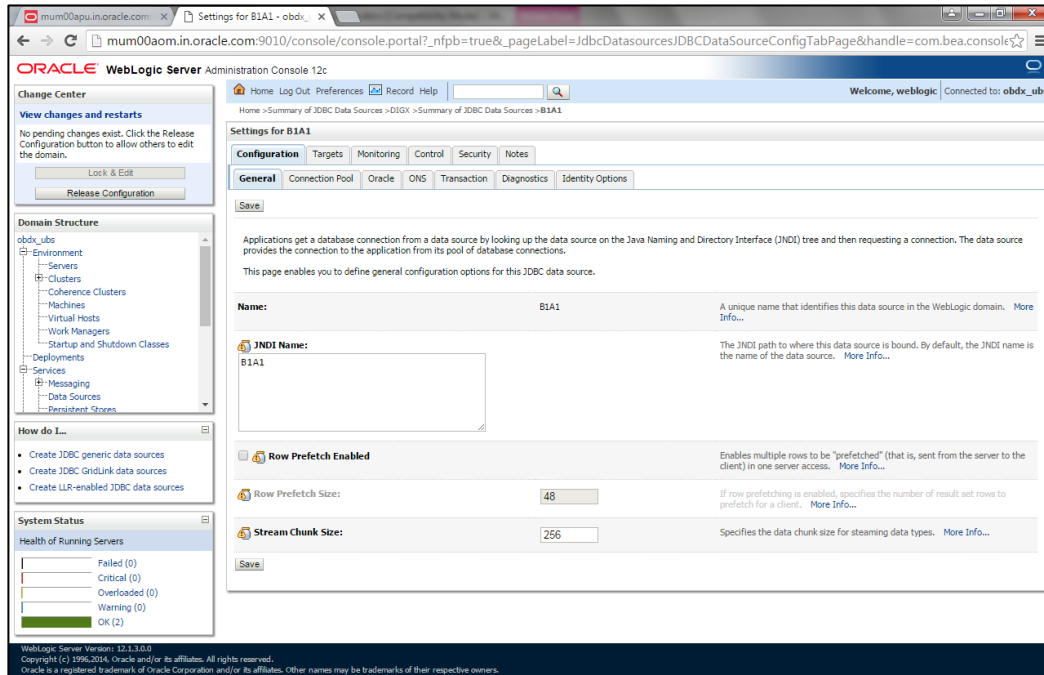 mum00apu.in.oracle.com
Settings for B1A1 - obdx_
mum00aom.in.oracle.com:9010/console/console.portal?_nfpb=true&_pageLabel=JdbcDatasourcesJDBCDataSourceConfigTabPage&handle=com.bea.console
ORACLE WebLogic Server Administration Console 12c
Change Center
View changes and restarts
No pending changes exist. Click the Release
Configuration button to allow others to edit
the domain.
Lock & Edit
Release Configuration
Domain Structure
obdx_ubs
Environment
Servers
Clusters
Coherence Clusters
Machines
Virtual Hosts
Work Managers
Startup and Shutdown Classes
Deployments
Services
Messaging
Data Sources
Persistent Stores
How do I...
Create JDBC generic data sources
Create JDBC GridLink data sources
Create LLR-enabled JDBC data sources
System Status
Health of Running Servers
Failed (0)
Critical (0)
Overloaded (0)
Warning (0)
OK (2)
Home Log Out Preferences Record Help
Welcome, weblogic Connected to: obdx_ubs
Home >Summary of JDBC Data Sources >DIGX >Summary of JDBC Data Sources >B1A1
Settings for B1A1
Configuration Targets Monitoring Control Security Notes
General Connection Pool Oracle ONS Transaction Diagnostics Identity Options
Save
Applications get a database connection from a data source by looking up the data source on the Java Naming and Directory Interface (JNDI) tree and then requesting a connection. The data source
provides the connection to the application from its pool of database connections.
This page enables you to define general configuration options for this JDBC data source.
Name: B1A1 A unique name that identifies this data source in the WebLogic domain. More
Info...
JNDI Name: The JNDI path to where this data source is bound. By default, the JNDI name is
the name of the data source. More Info...
B1A1
Row Prefetch Enabled Enables multiple rows to be "prefetched" (that is, sent from the server to the
client) in one server access. More Info...
Row Prefetch Size: 48 If row prefetching is enabled, specifies the number of result set rows to
prefetch for a client. More Info...
Stream Chunk Size: 256 Specifies the data chunk size for steaming data types. More Info...
Save
WebLogic Server Version: 12.1.3.0.0
Copyright (c) 1996,2014, Oracle and/or its affiliates. All rights reserved.
Oracle is a registered trademark of Oracle Corporation and/or its affiliates. Other names may be trademarks of their respective owners.